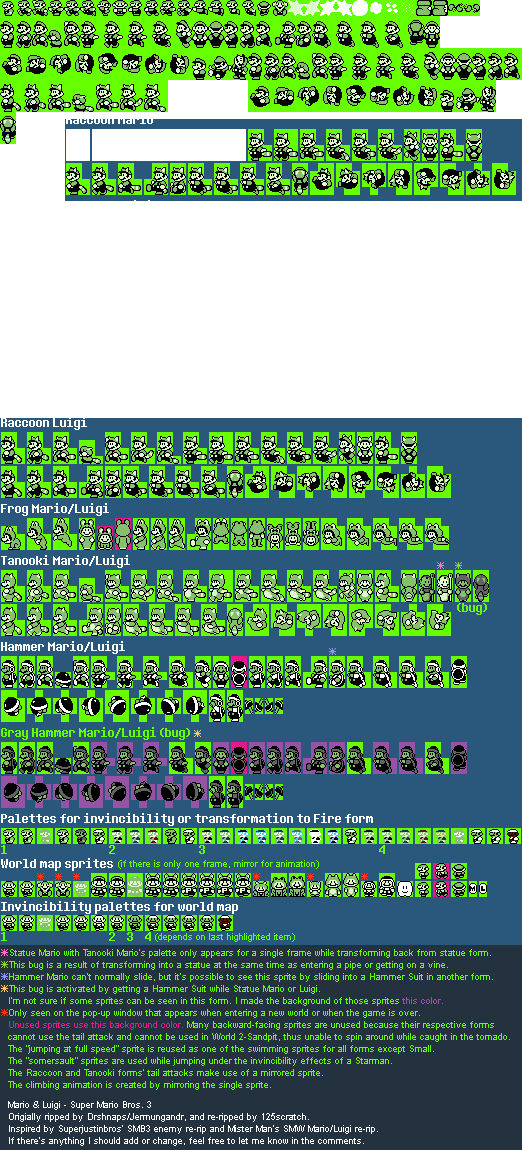 Raccoon Mario
Raccoon Luigi
Frog Mario/Luigi
Tanooki Mario/Luigi
(bug)
Hammer Mario/Luigi
Gray Hammer Mario/Luigi (bug)
Palettes for invincibility or transformation to Fire form
1 2 3 4
World map sprites (if there is only one frame, mirror for animation)
Invincibility palettes for world map
1 2 3 4 (depends on last highlighted item)
Statue Mario with Tanooki Mario's palette only appears for a single frame while transforming back from statue form.
This bug is a result of transforming into a statue at the same time as entering a pipe or getting on a vine.
Hammer Mario can't normally slide, but it's possible to see this sprite by sliding into a Hammer Suit in another form.
This bug is activated by getting a Hammer Suit while Statue Mario or Luigi.
I'm not sure if some sprites can be seen in this form. I made the background of those sprites this color.
Only seen on the pop-up window that appears when entering a new world or when the game is over.
Unused sprites use this background color. Many backward-facing sprites are unused because their respective forms
cannot use the tail attack and cannot be used in World 2-Sandpit, thus unable to spin around while caught in the tornado.
The "jumping at full speed" sprite is reused as one of the swimming sprites for all forms except Small.
The "somersault" sprites are used while jumping under the invincibility effects of a Starman.
The Raccoon and Tanooki forms' tail attacks make use of a mirrored sprite.
The climbing animation is created by mirroring the single sprite.
Mario & Luigi - Super Mario Bros. 3
Origially ripped by Drshnaps/Jermungandr, and re-ripped by 125scratch.
Inspired by Superjustinbros' SMB3 enemy re-rip and Mister Man's SMW Mario/Luigi re-rip.
If there's anything I should add or change, feel free to let me know in the comments.